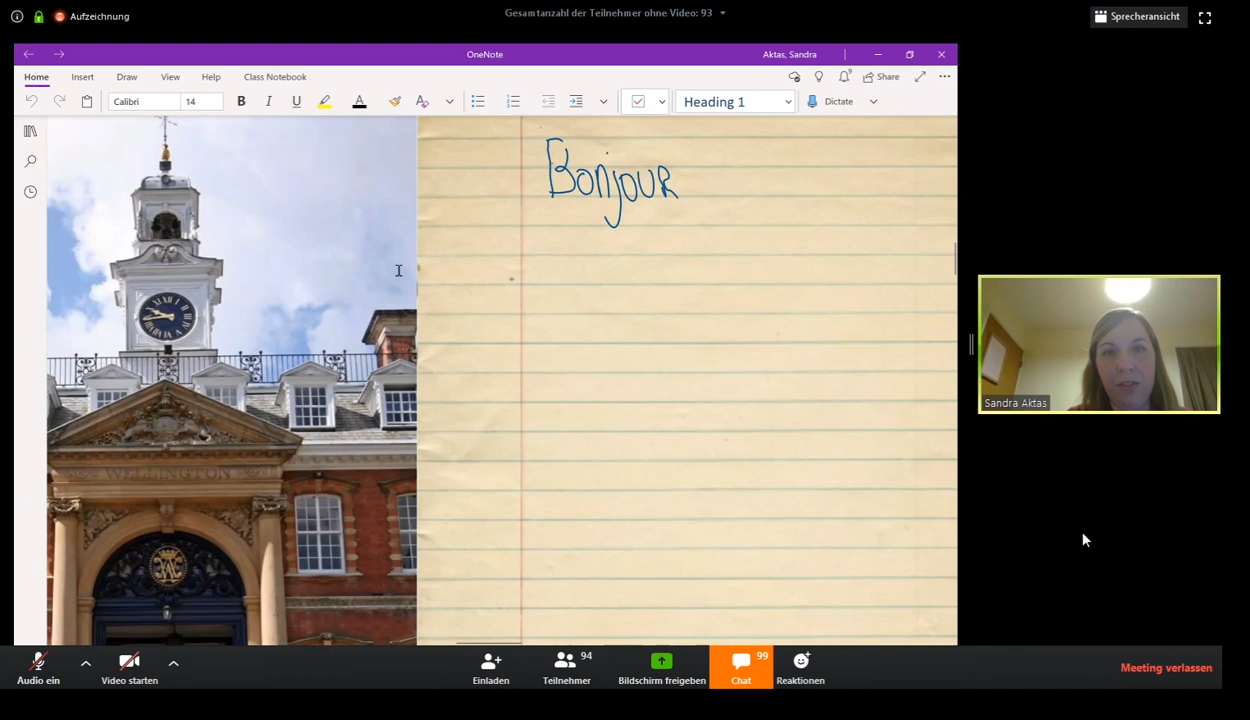 Aufzeichnung
Gesamtanzahl der Teilnehmer ohne Video: 93
Sprecheransicht
OneNote
Aktas, Sandra
Home Insert Draw View Help Class Notebook
Share
Calibri 14 B I U A A Heading 1 Dictate
Bonjour
WELLINGTON
Sandra Aktas
94 99
Audio ein Video starten Einladen Teilnehmer Bildschirm freigeben Chat Reaktionen Meeting verlassen